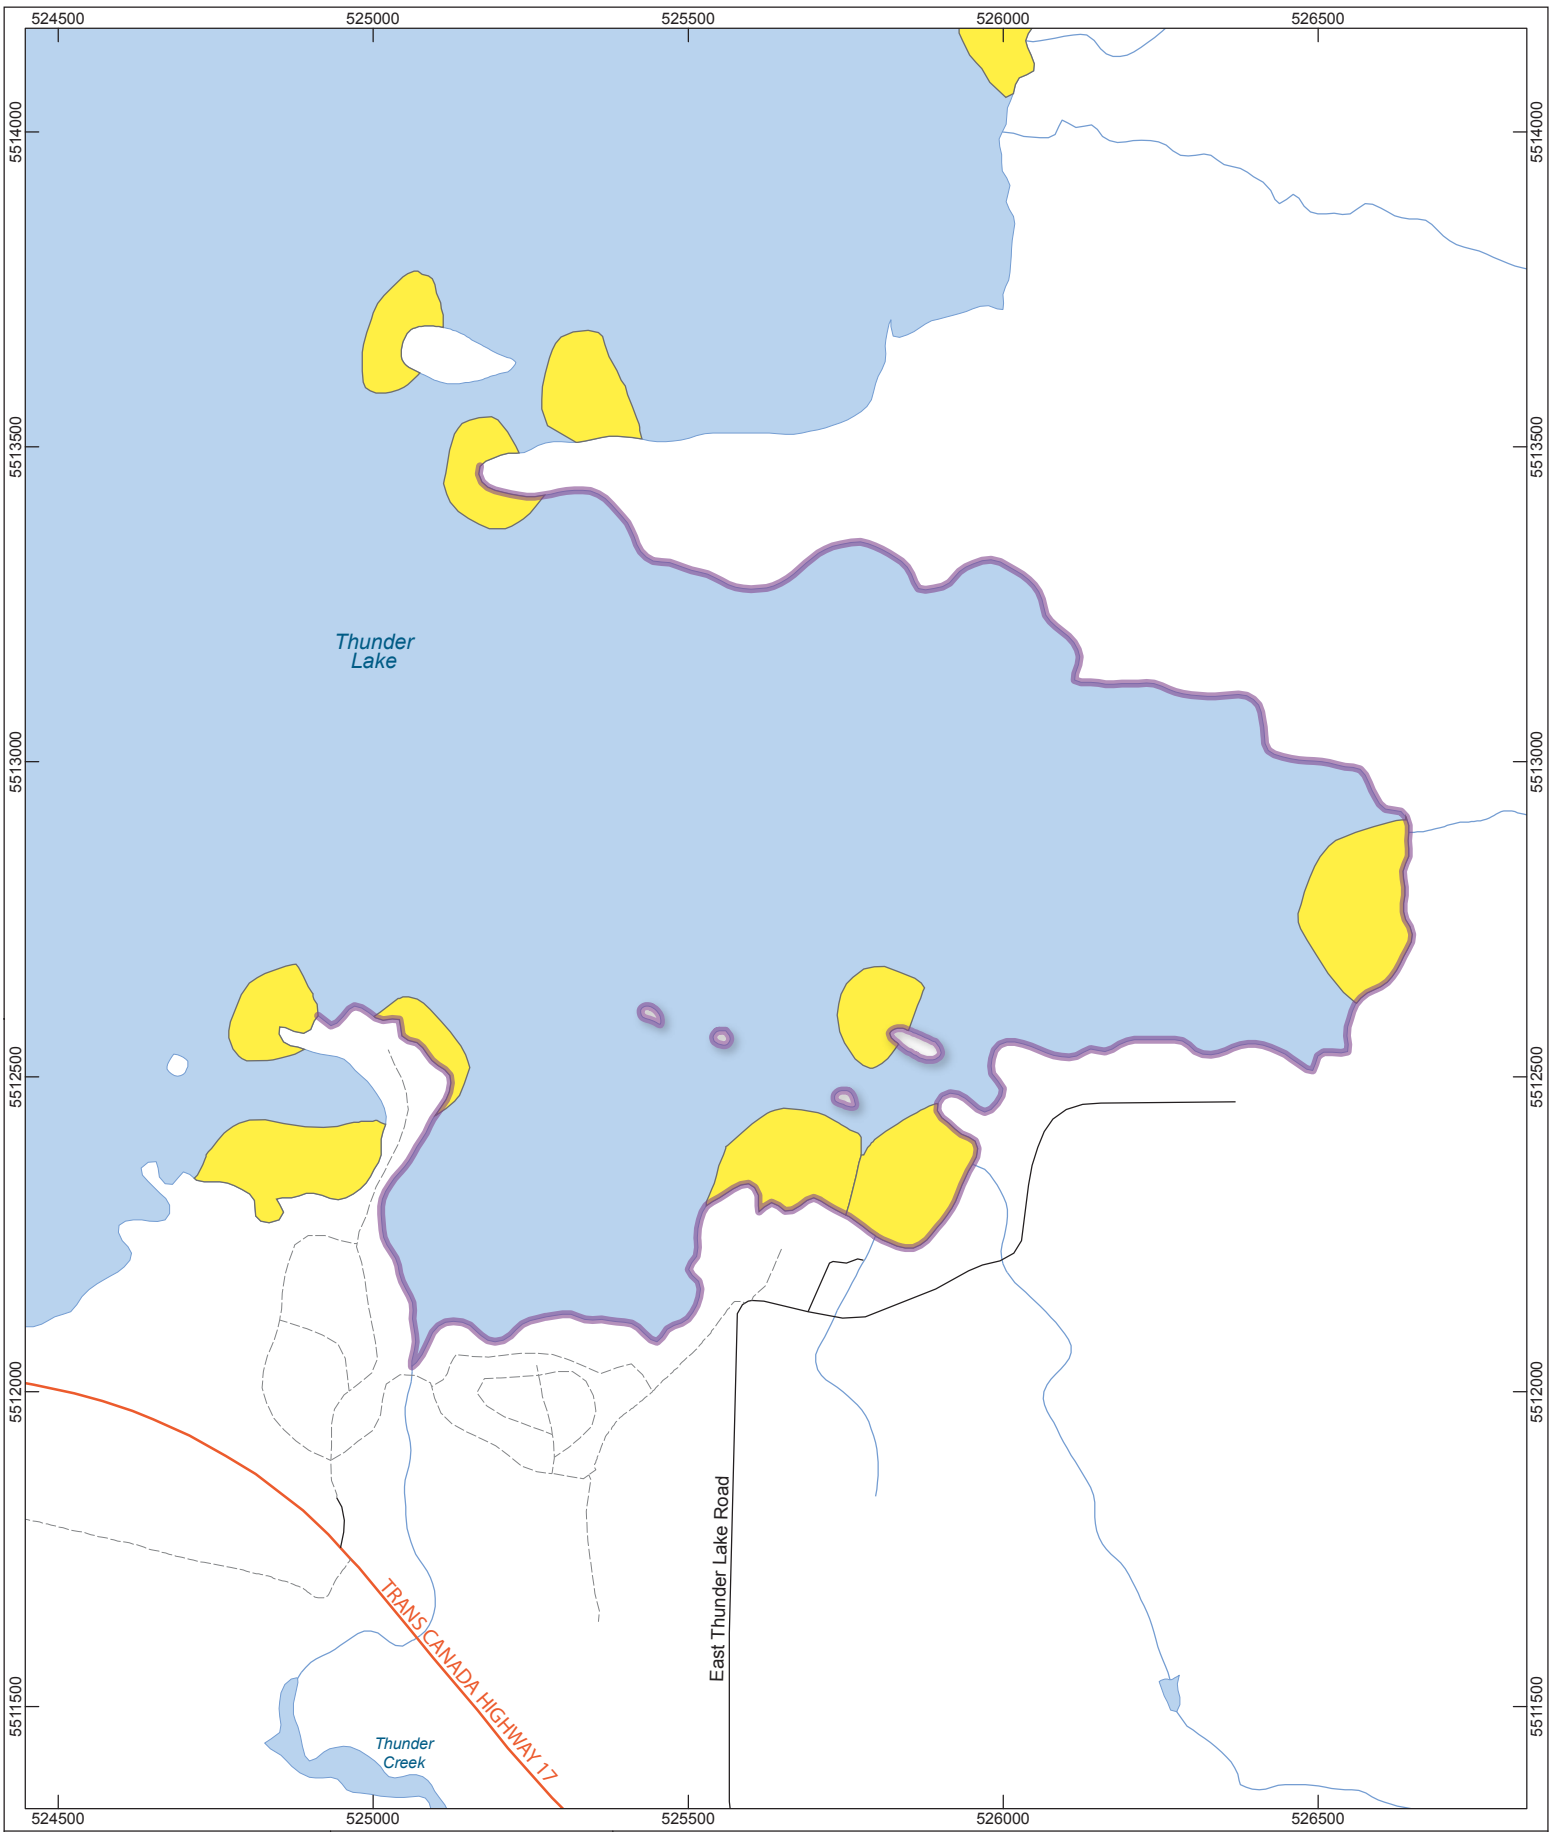 524500 525000 525500 526000 526500
5514000 5514000
5513500 5513500
Thunder
Lake
5513000 5513000
5512500 5512500
5512000 5512000
East Thunder Lake Road
TRANS CANADA HIGHWAY 17
5511500 5511500
Thunder
Creek
524500 525000 525500 526000 526500